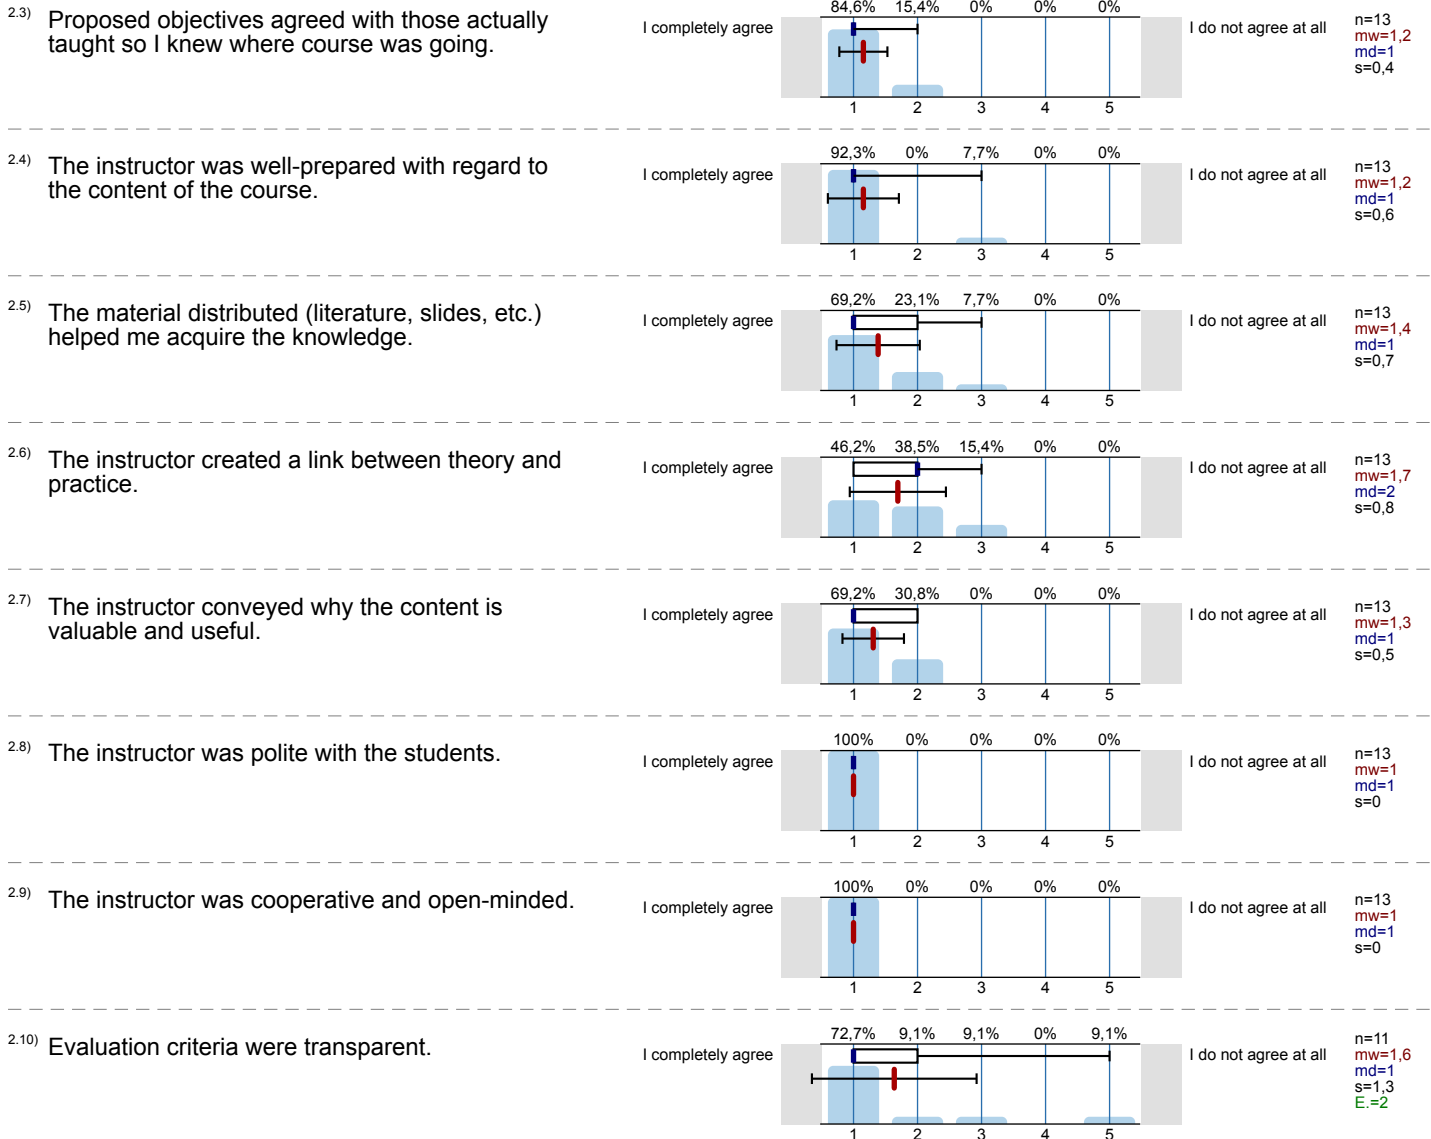 2.3) Proposed objectives agreed with those actually
taught so I knew where course was going.
I completely agree
84,6% 15,4% 0% 0% 0%
1 2 3 4 5
I do not agree at all
n=13
mw=1,2
md=1
s=0,4
2.4) The instructor was well-prepared with regard to
the content of the course.
I completely agree
92,3% 0% 7,7% 0% 0%
1 2 3 4 5
I do not agree at all
n=13
mw=1,2
md=1
s=0,6
2.5) The material distributed (literature, slides, etc.)
helped me acquire the knowledge.
I completely agree
69,2% 23,1% 7,7% 0% 0%
1 2 3 4 5
I do not agree at all
n=13
mw=1,4
md=1
s=0,7
2.6) The instructor created a link between theory and
practice.
I completely agree
46,2% 38,5% 15,4% 0% 0%
1 2 3 4 5
I do not agree at all
n=13
mw=1,7
md=2
s=0,8
2.7) The instructor conveyed why the content is
valuable and useful.
I completely agree
69,2% 30,8% 0% 0% 0%
1 2 3 4 5
I do not agree at all
n=13
mw=1,3
md=1
s=0,5
2.8) The instructor was polite with the students.
I completely agree
100% 0% 0% 0% 0%
1 2 3 4 5
I do not agree at all
n=13
mw=1
md=1
s=0
2.9) The instructor was cooperative and open-minded.
I completely agree
100% 0% 0% 0% 0%
1 2 3 4 5
I do not agree at all
n=13
mw=1
md=1
s=0
2.10) Evaluation criteria were transparent.
I completely agree
72,7% 9,1% 9,1% 0% 9,1%
1 2 3 4 5
I do not agree at all
n=11
mw=1,6
md=1
s=1,3
E.=2